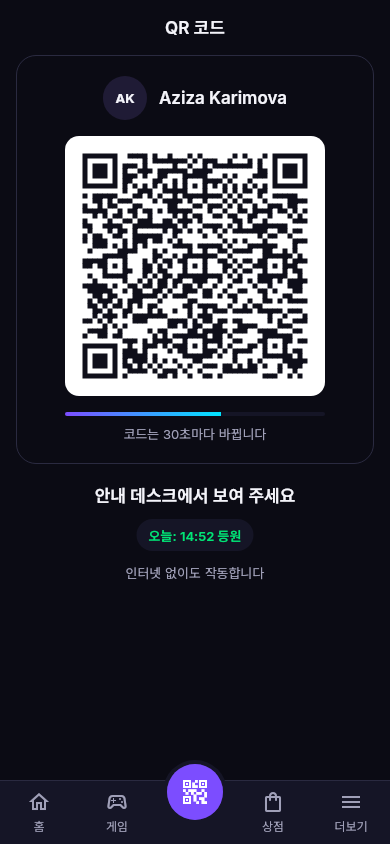 QR 코드
AK
Aziza Karimova
코드는 30초마다 바뀝니다
안내 데스크에서 보여 주세요
오늘: 14:52 등원
인터넷 없이도 작동합니다
홈
게임
상점
더보기